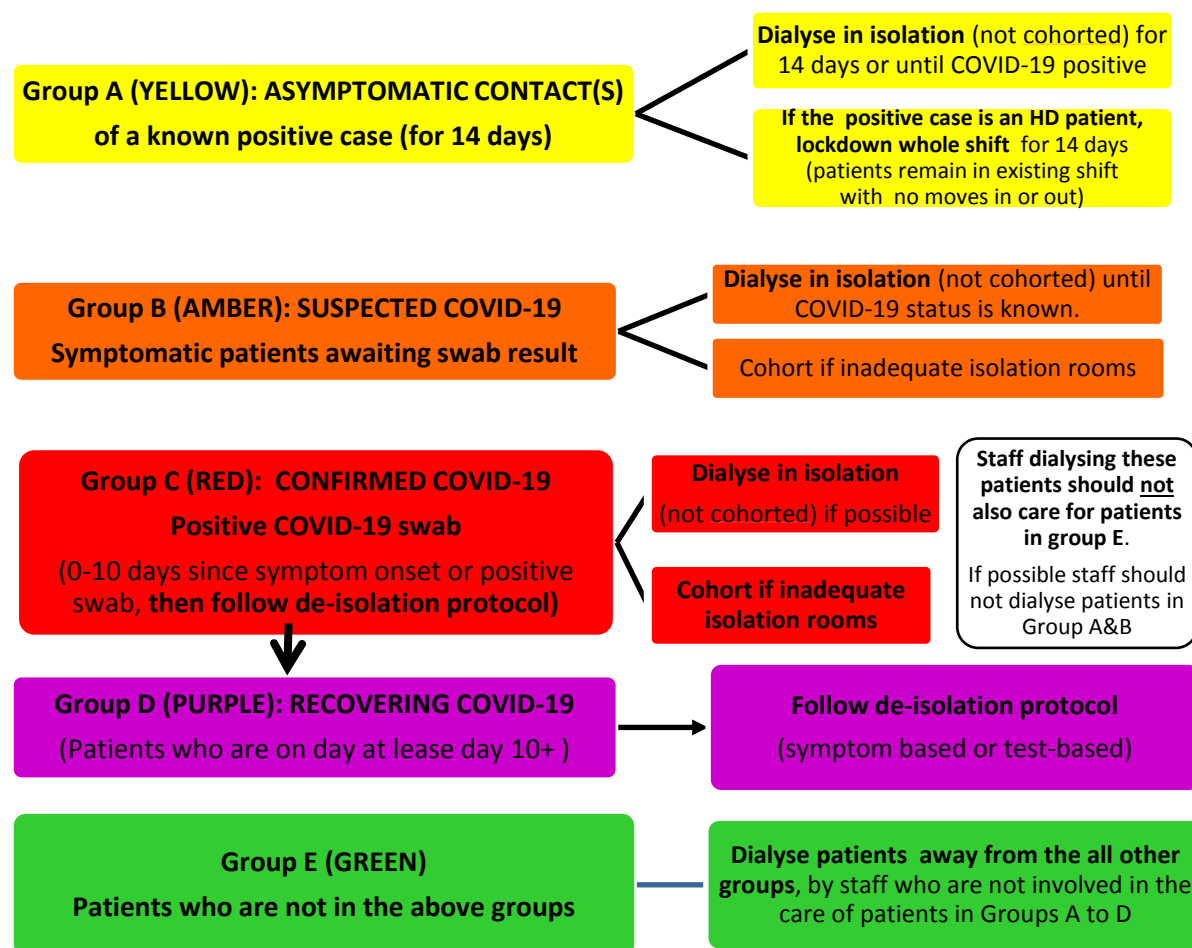 Group A (YELLOW): ASYMPTOMATIC CONTACT(S)
of a known positive case (for 14 days)
Dialyse in isolation (not cohorted) for
14 days or until COVID-19 positive
If the positive case is an HD patient,
lockdown whole shift for 14 days
(patients remain in existing shift
with no moves in or out)
Group B (AMBER): SUSPECTED COVID-19
Symptomatic patients awaiting swab result
Dialyse in isolation (not cohorted) until
COVID-19 status is known.
Cohort if inadequate isolation rooms
Group C (RED): CONFIRMED COVID-19
Positive COVID-19 swab
(0-10 days since symptom onset or positive
swab, then follow de-isolation protocol)
Dialyse in isolation
(not cohorted) if possible
Cohort if inadequate
isolation rooms
Staff dialysing these
patients should not
also care for patients
in group E.
If possible staff should
not dialyse patients in
Group A&B
Group D (PURPLE): RECOVERING COVID-19
(Patients who are on day at lease day 10+ )
Follow de-isolation protocol
(symptom based or test-based)
Group E (GREEN)
Patients who are not in the above groups
Dialyse patients away from the all other
groups, by staff who are not involved in the
care of patients in Groups A to D